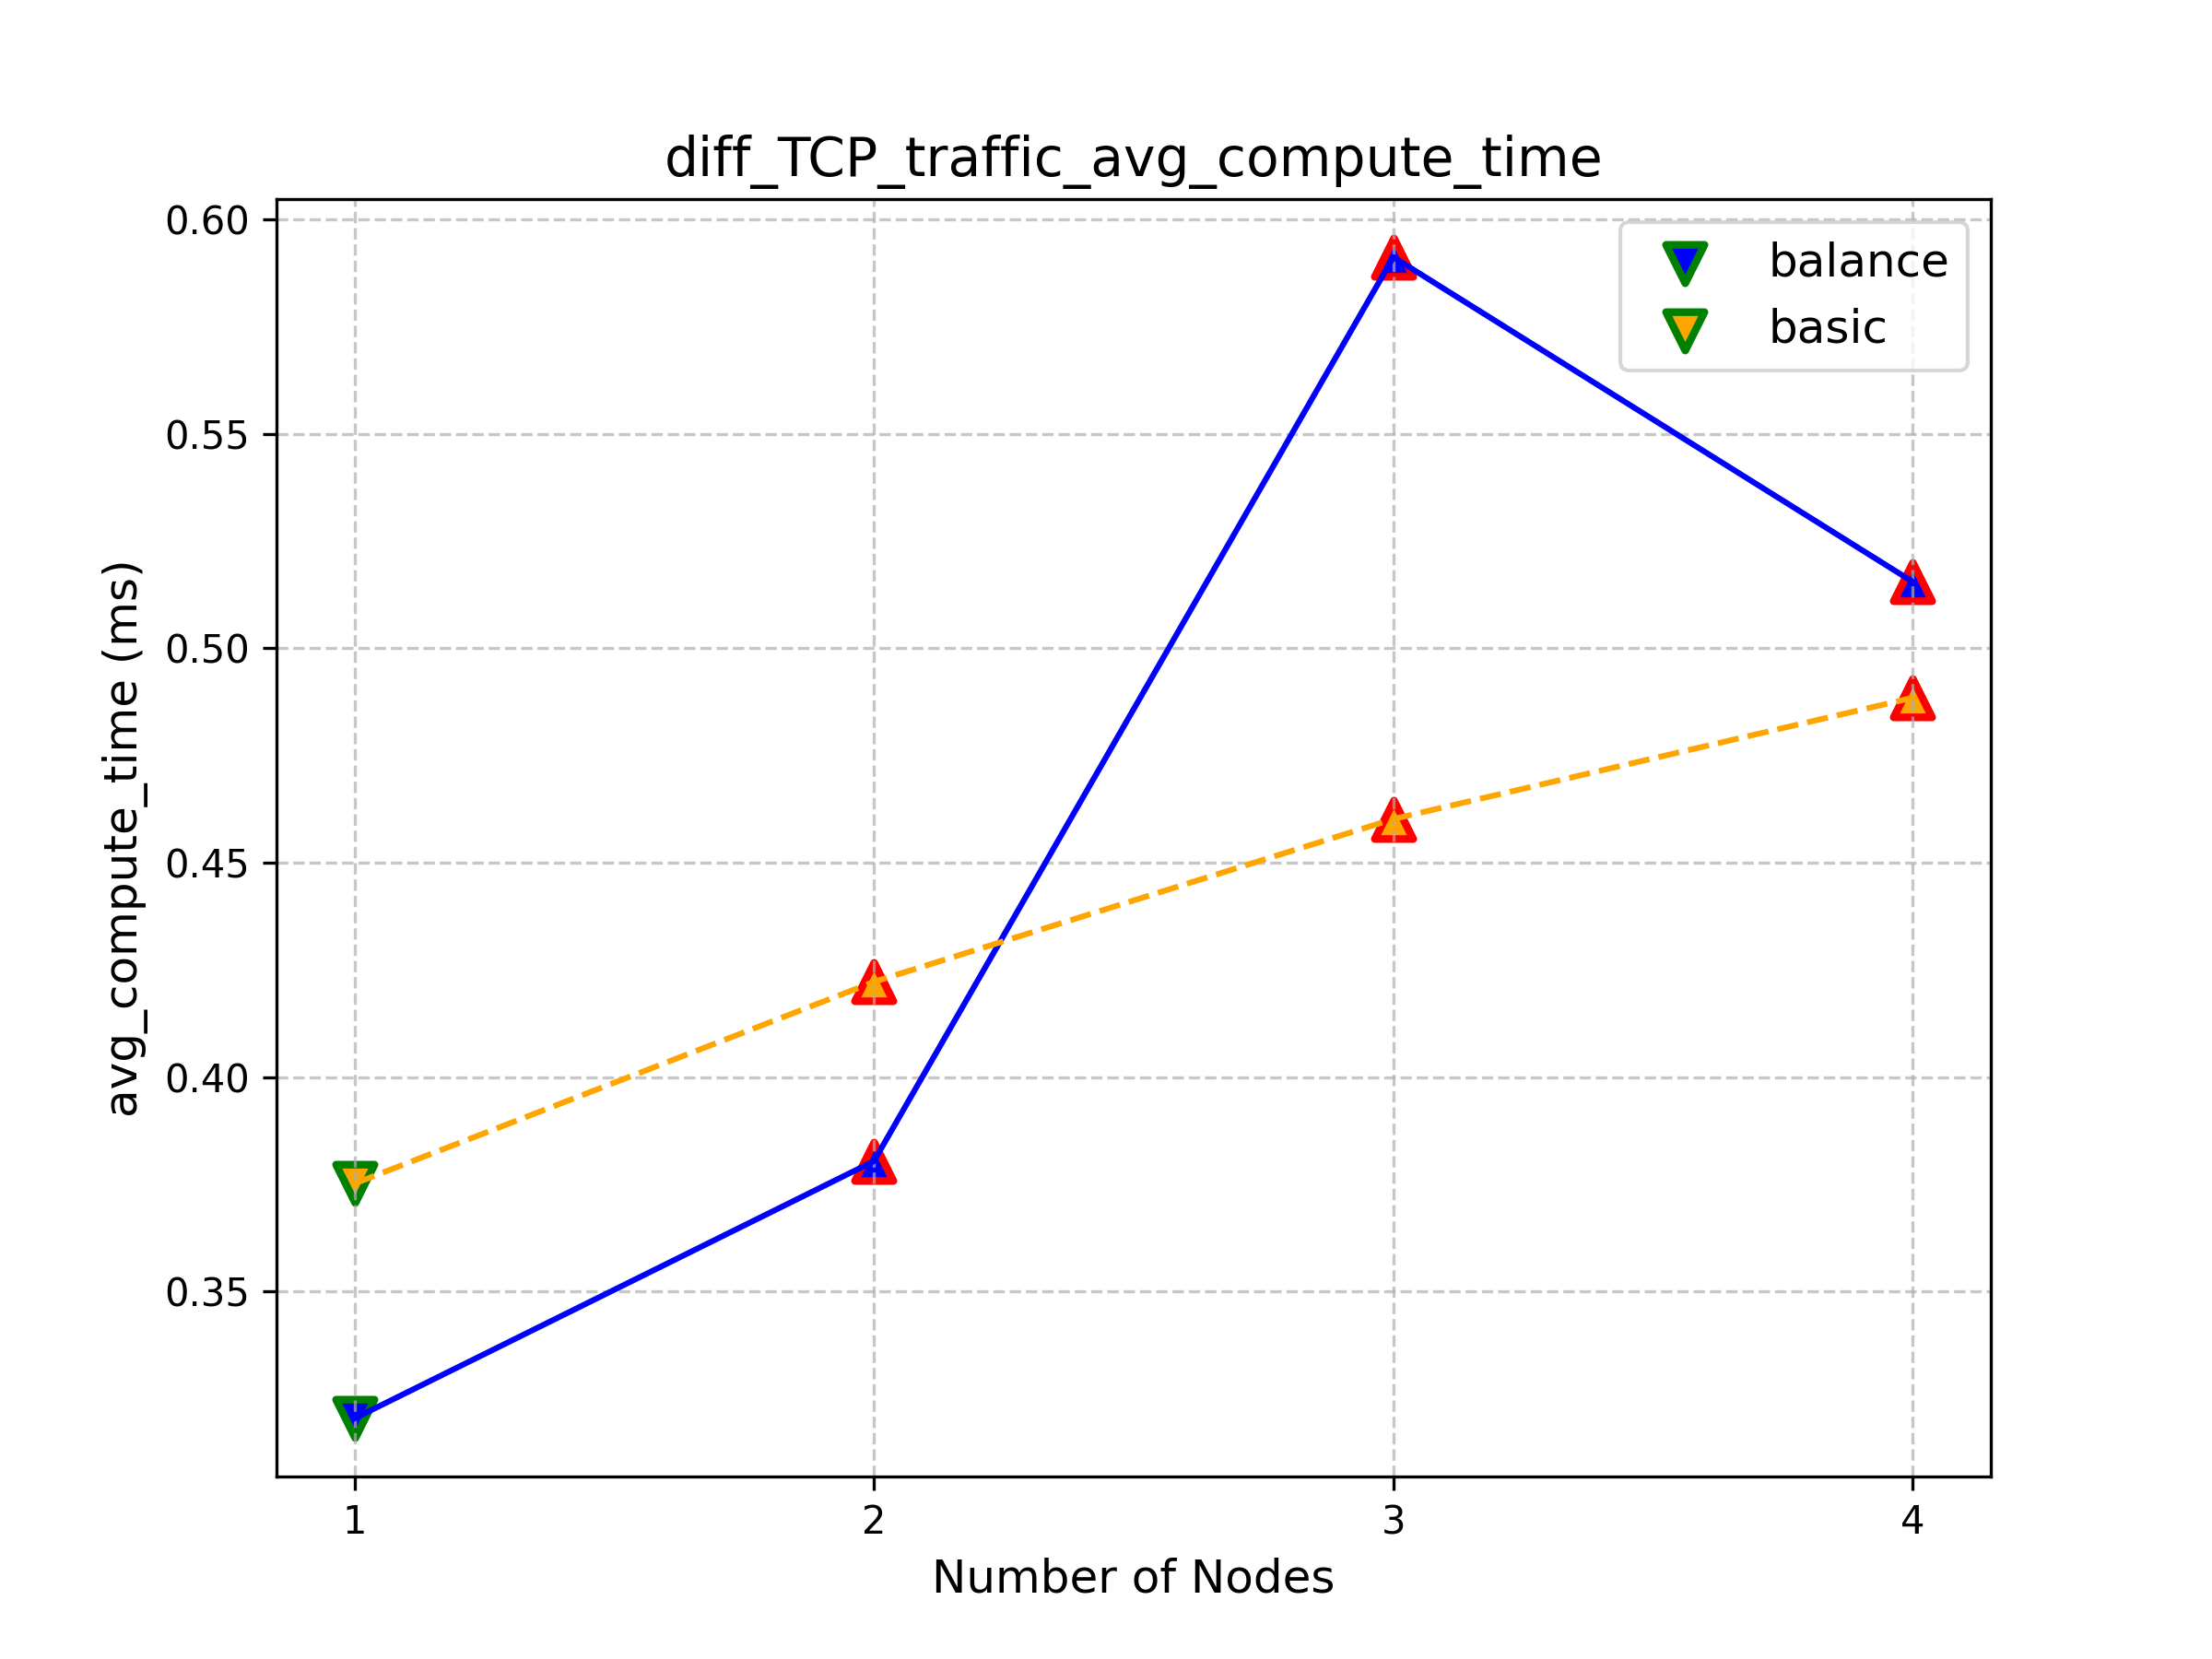 diff_TCP_traffic_avg_compute_time
balance
basic
avg_compute_time (ms)
0.60
0.55
0.50
0.45
0.40
0.35
1 2 3 4
Number of Nodes